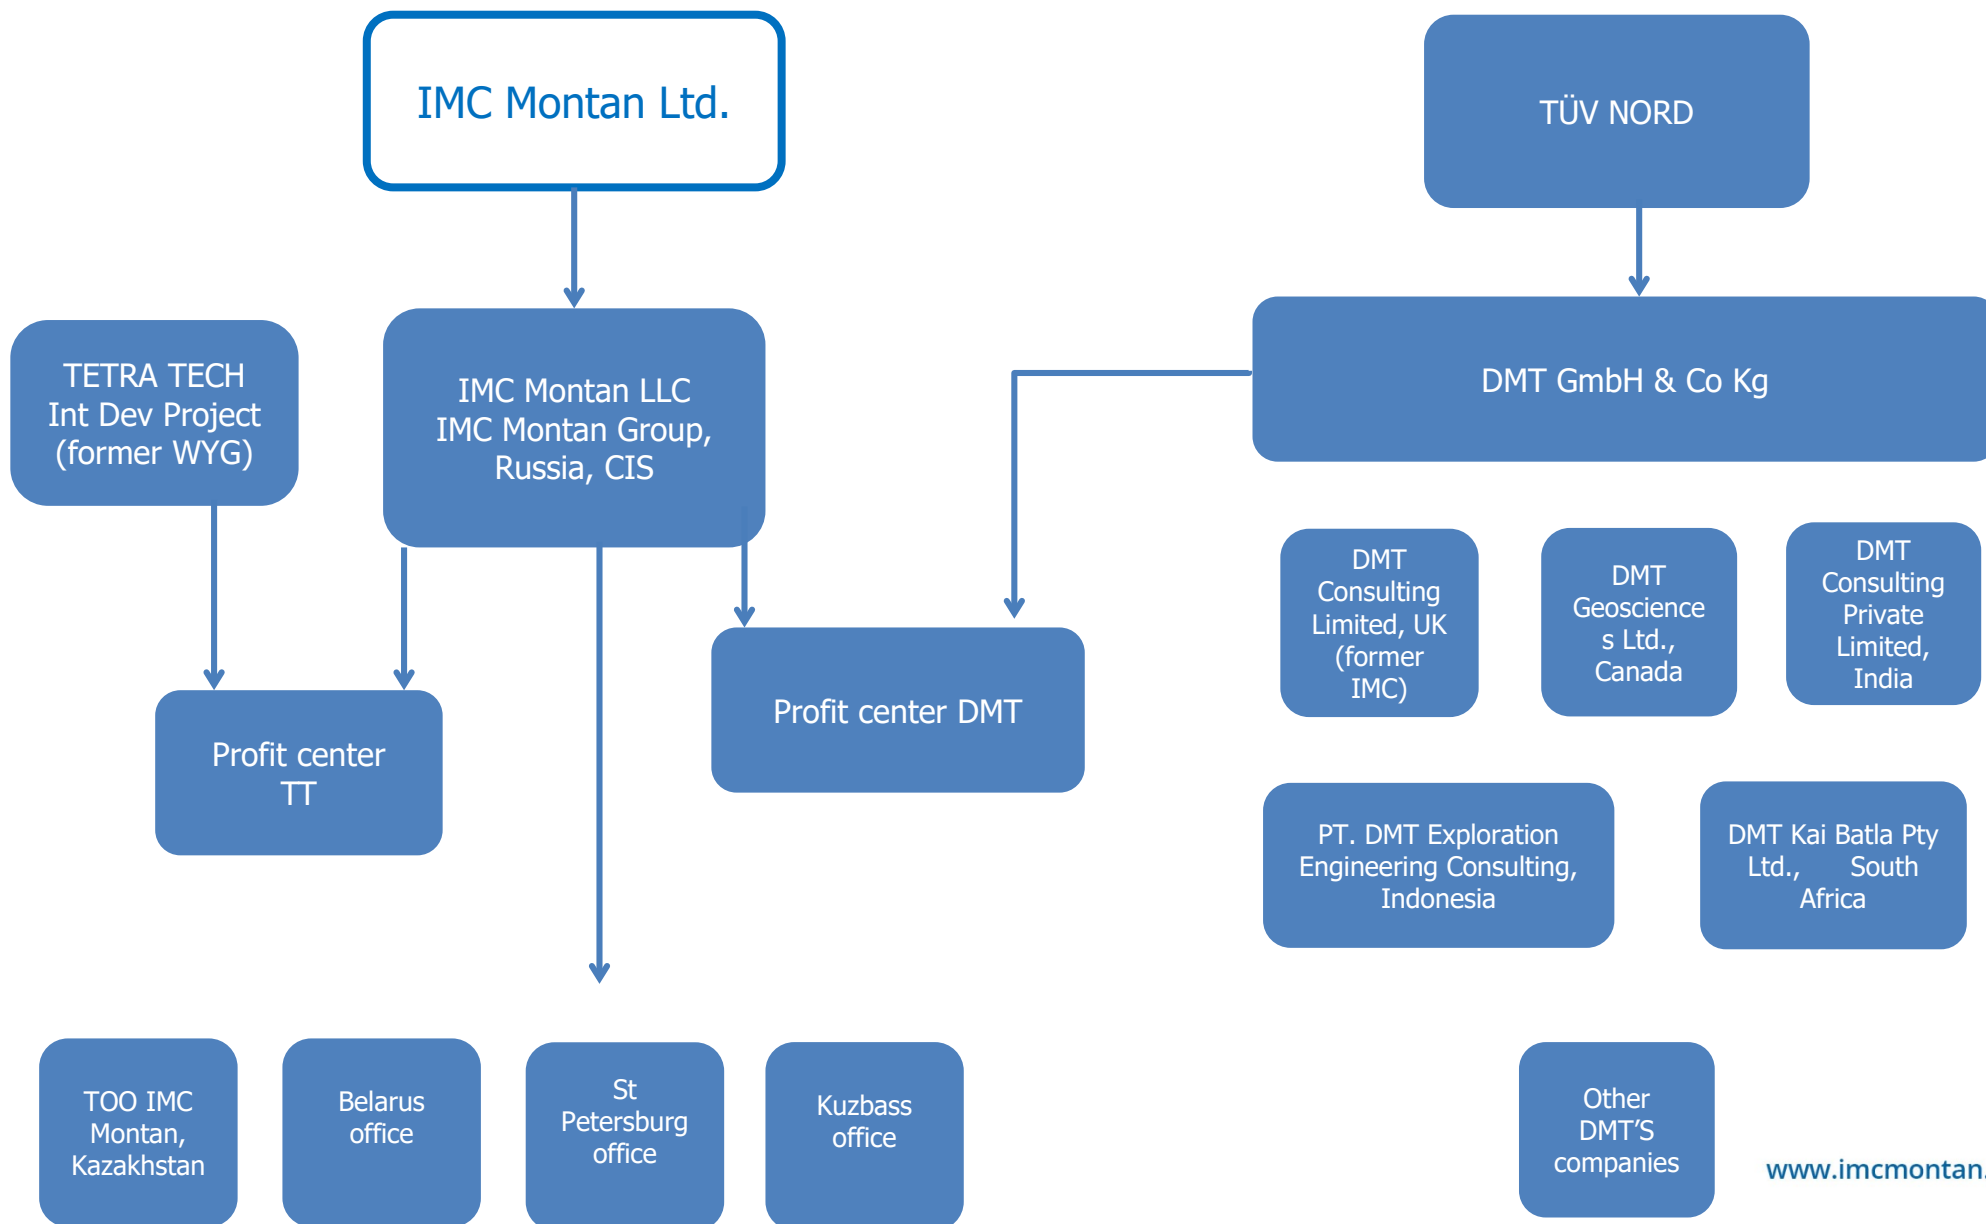 IMC Montan Ltd.
TÜV NORD
TETRA TECH
Int Dev Project
(former WYG)
IMC Montan LLC
IMC Montan Group,
Russia, CIS
DMT GmbH & Co Kg
DMT
Consulting
Limited, UK
(former
IMC)
DMT
Geoscience
s Ltd.,
Canada
DMT
Consulting
Private
Limited,
India
Profit center
TT
Profit center DMT
PT. DMT Exploration
Engineering Consulting,
Indonesia
DMT Kai Batla Pty
Ltd., South
Africa
TOO IMC
Montan,
Kazakhstan
Belarus
office
St
Petersburg
office
Kuzbass
office
Other
DMT’S
companies
www.imcmontan.